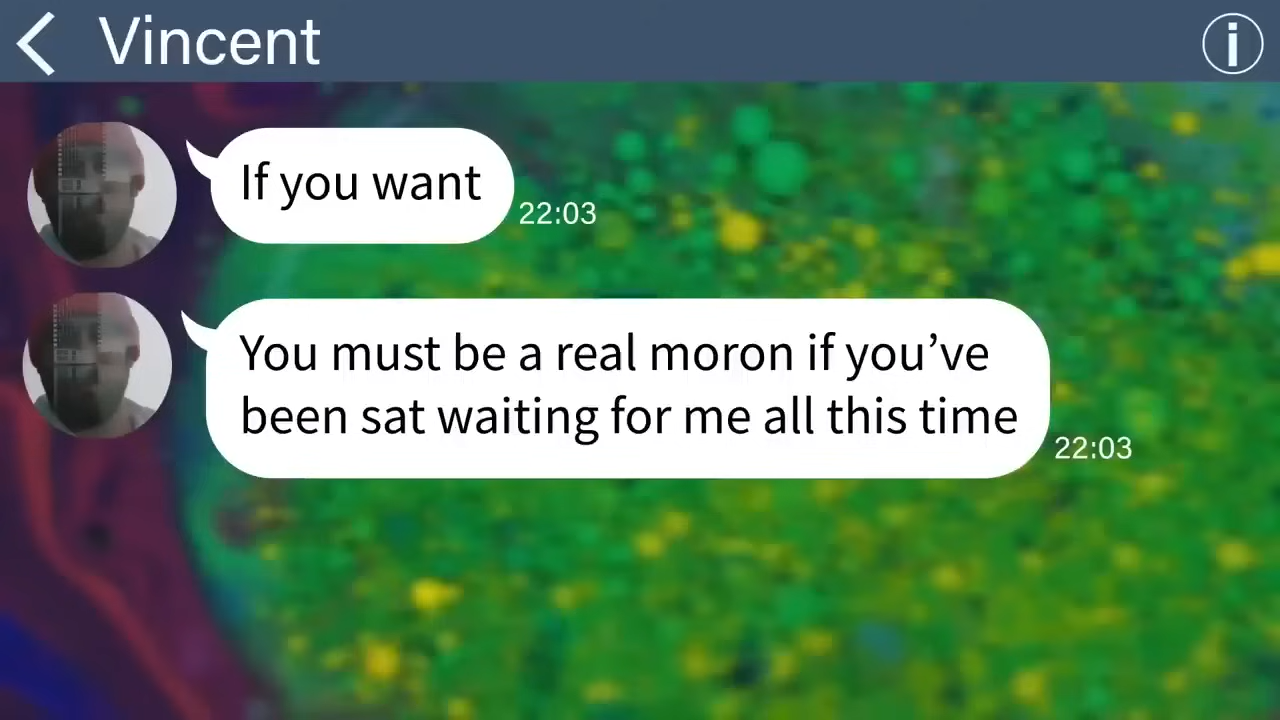 Vincent
If you want
22:03
You must be a real moron if you’ve
been sat waiting for me all this time
22:03